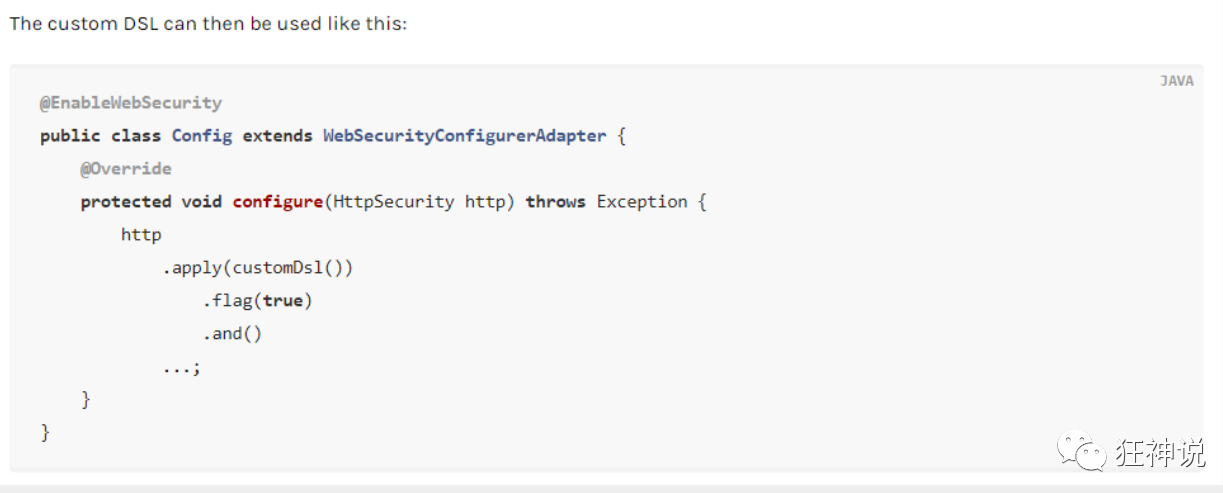 The custom DSL can then be used like this:
JAVA
@EnableWebSecurity
public class Config extends WebSecurityConfigurerAdapter {
    @Override
    protected void configure(HttpSecurity http) throws Exception {
        http
            .apply(customDsl())
                .flag(true)
                .and()
            ...;
    }
}
狂神说